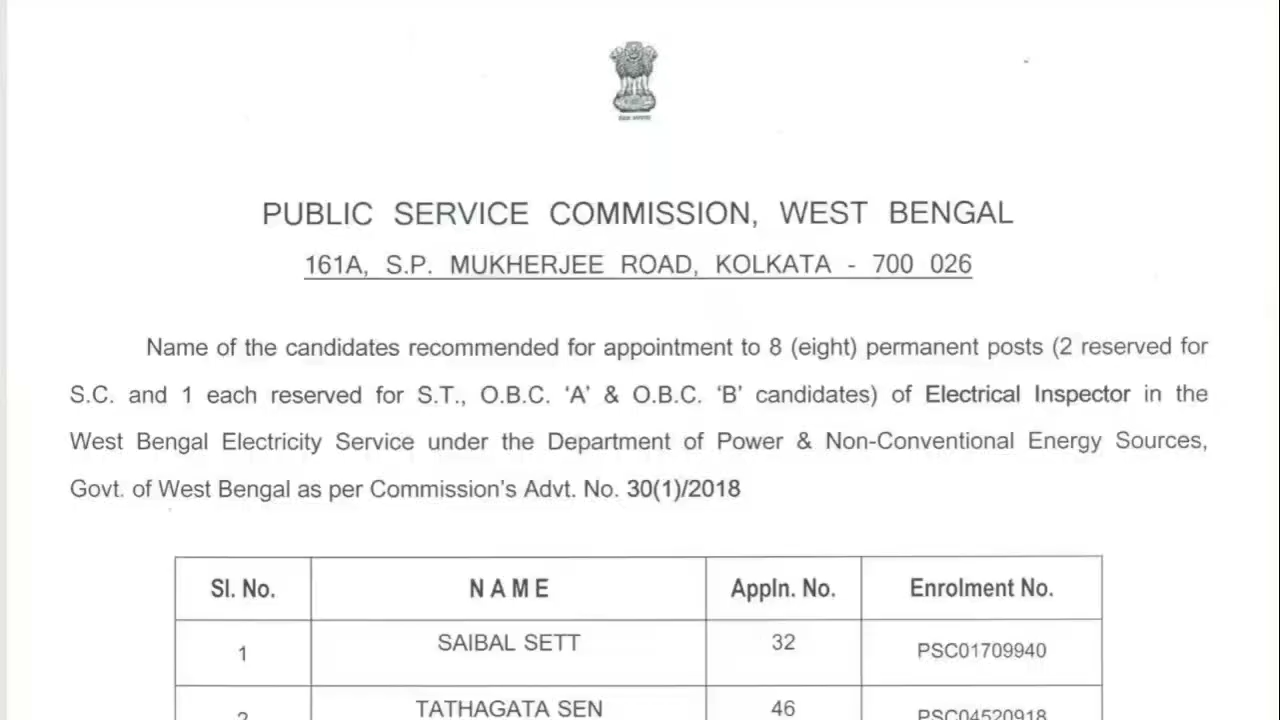 PUBLIC SERVICE COMMISSION, WEST BENGAL
161A, S.P. MUKHERJEE ROAD, KOLKATA - 700 026
Name of the candidates recommended for appointment to 8 (eight) permanent posts (2 reserved for
S.C. and 1 each reserved for S.T., O.B.C. ‘A’ & O.B.C. ‘B’ candidates) of Electrical Inspector in the
West Bengal Electricity Service under the Department of Power & Non-Conventional Energy Sources,
Govt. of West Bengal as per Commission’s Advt. No. 30(1)/2018
Sl. No. NAME Appln. No. Enrolment No.
1 SAIBAL SETT 32 PSC01709940
2 TATHAGATA SEN 46 PSC04520918